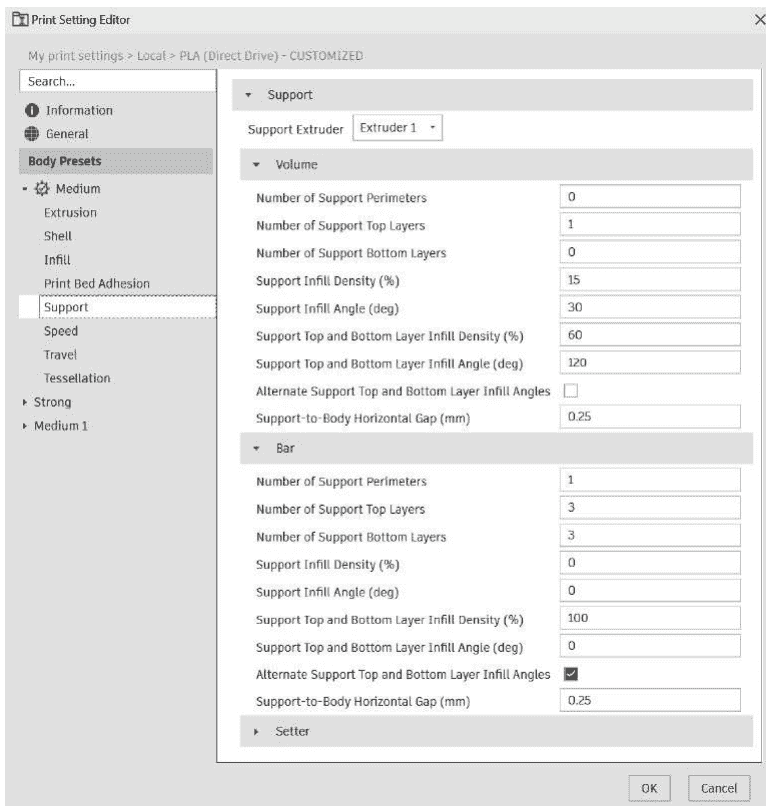 Print Setting Editor
My print settings > Local > PLA (Direct Drive) - CUSTOMIZED
Search...
Information
General
Body Presets
Medium
Extrusion
Shell
Infill
Print Bed Adhesion
Support
Speed
Travel
Tessellation
Strong
Medium 1
Support
Support Extruder Extruder 1
Volume
Number of Support Perimeters 0
Number of Support Top Layers 1
Number of Support Bottom Layers 0
Support Infill Density (%) 15
Support Infill Angle (deg) 30
Support Top and Bottom Layer Infill Density (%) 60
Support Top and Bottom Layer Infill Angle (deg) 120
Alternate Support Top and Bottom Layer Infill Angles
Support-to-Body Horizontal Gap (mm) 0.25
Bar
Number of Support Perimeters 1
Number of Support Top Layers 3
Number of Support Bottom Layers 3
Support Infill Density (%) 0
Support Infill Angle (deg) 0
Support Top and Bottom Layer Infill Density (%) 100
Support Top and Bottom Layer Infill Angle (deg) 0
Alternate Support Top and Bottom Layer Infill Angles
Support-to-Body Horizontal Gap (mm) 0.25
Setter
OK Cancel